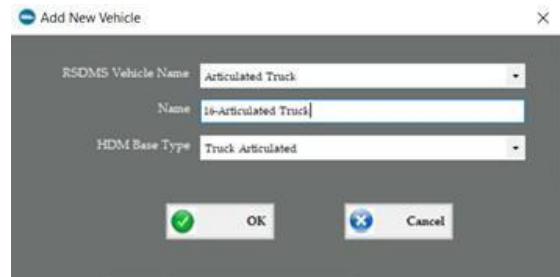 Add New Vehicle
RSDMS Vehicle Name Articulated Truck
Name 16-Articulated Truck
HDM Base Type Truck Articulated
OK Cancel